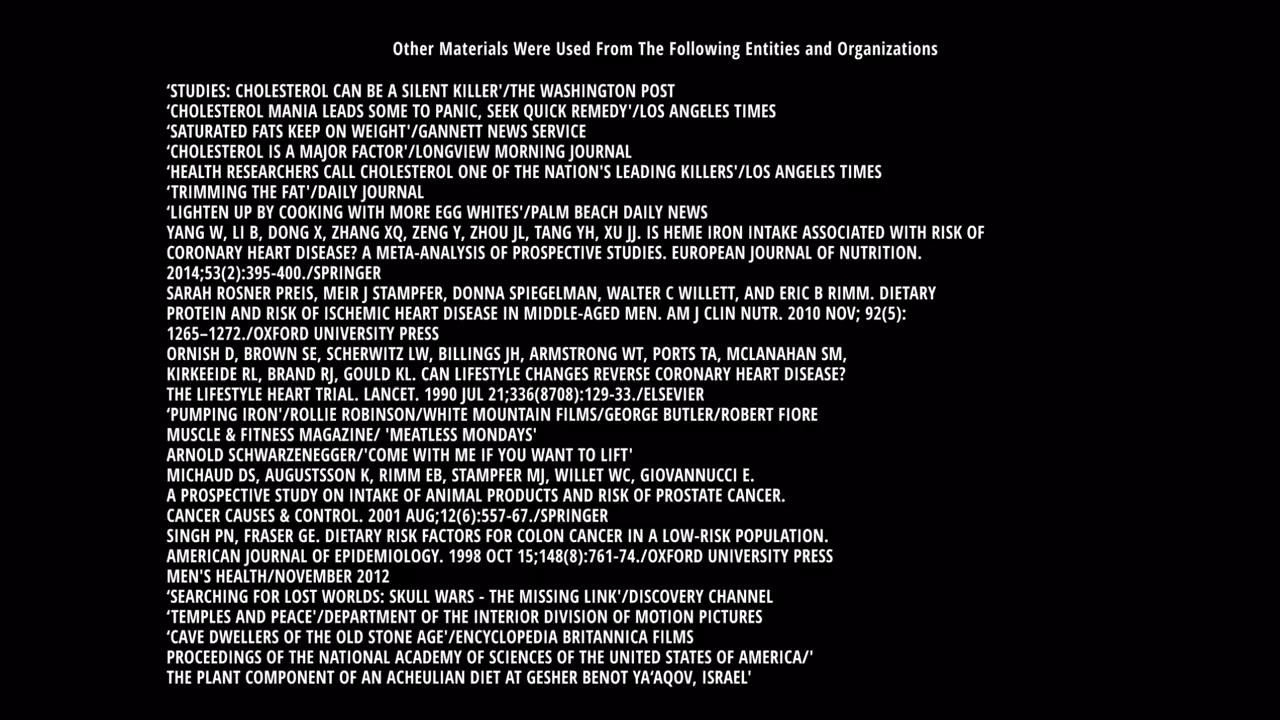 Other Materials Were Used From The Following Entities and Organizations
‘STUDIES: CHOLESTEROL CAN BE A SILENT KILLER'/THE WASHINGTON POST
‘CHOLESTEROL MANIA LEADS SOME TO PANIC, SEEK QUICK REMEDY'/LOS ANGELES TIMES
‘SATURATED FATS KEEP ON WEIGHT'/GANNETT NEWS SERVICE
‘CHOLESTEROL IS A MAJOR FACTOR'/LONGVIEW MORNING JOURNAL
‘HEALTH RESEARCHERS CALL CHOLESTEROL ONE OF THE NATION'S LEADING KILLERS'/LOS ANGELES TIMES
‘TRIMMING THE FAT'/DAILY JOURNAL
‘LIGHTEN UP BY COOKING WITH MORE EGG WHITES'/PALM BEACH DAILY NEWS
YANG W, LI B, DONG X, ZHANG XQ, ZENG Y, ZHOU JL, TANG YH, XU JJ. IS HEME IRON INTAKE ASSOCIATED WITH RISK OF
CORONARY HEART DISEASE? A META-ANALYSIS OF PROSPECTIVE STUDIES. EUROPEAN JOURNAL OF NUTRITION.
2014;53(2):395-400./SPRINGER
SARAH ROSNER PREIS, MEIR J STAMPFER, DONNA SPIEGELMAN, WALTER C WILLETT, AND ERIC B RIMM. DIETARY
PROTEIN AND RISK OF ISCHEMIC HEART DISEASE IN MIDDLE-AGED MEN. AM J CLIN NUTR. 2010 NOV; 92(5):
1265–1272./OXFORD UNIVERSITY PRESS
ORNISH D, BROWN SE, SCHERWITZ LW, BILLINGS JH, ARMSTRONG WT, PORTS TA, MCLANAHAN SM,
KIRKEEIDE RL, BRAND RJ, GOULD KL. CAN LIFESTYLE CHANGES REVERSE CORONARY HEART DISEASE?
THE LIFESTYLE HEART TRIAL. LANCET. 1990 JUL 21;336(8708):129-33./ELSEVIER
‘PUMPING IRON'/ROLLIE ROBINSON/WHITE MOUNTAIN FILMS/GEORGE BUTLER/ROBERT FIORE
MUSCLE & FITNESS MAGAZINE/ 'MEATLESS MONDAYS'
ARNOLD SCHWARZENEGGER/'COME WITH ME IF YOU WANT TO LIFT'
MICHAUD DS, AUGUSTSSON K, RIMM EB, STAMPFER MJ, WILLET WC, GIOVANNUCCI E.
A PROSPECTIVE STUDY ON INTAKE OF ANIMAL PRODUCTS AND RISK OF PROSTATE CANCER.
CANCER CAUSES & CONTROL. 2001 AUG;12(6):557-67./SPRINGER
SINGH PN, FRASER GE. DIETARY RISK FACTORS FOR COLON CANCER IN A LOW-RISK POPULATION.
AMERICAN JOURNAL OF EPIDEMIOLOGY. 1998 OCT 15;148(8):761-74./OXFORD UNIVERSITY PRESS
MEN'S HEALTH/NOVEMBER 2012
‘SEARCHING FOR LOST WORLDS: SKULL WARS - THE MISSING LINK'/DISCOVERY CHANNEL
‘TEMPLES AND PEACE'/DEPARTMENT OF THE INTERIOR DIVISION OF MOTION PICTURES
‘CAVE DWELLERS OF THE OLD STONE AGE'/ENCYCLOPEDIA BRITANNICA FILMS
PROCEEDINGS OF THE NATIONAL ACADEMY OF SCIENCES OF THE UNITED STATES OF AMERICA/'
THE PLANT COMPONENT OF AN ACHEULIAN DIET AT GESHER BENOT YA‘AQOV, ISRAEL'